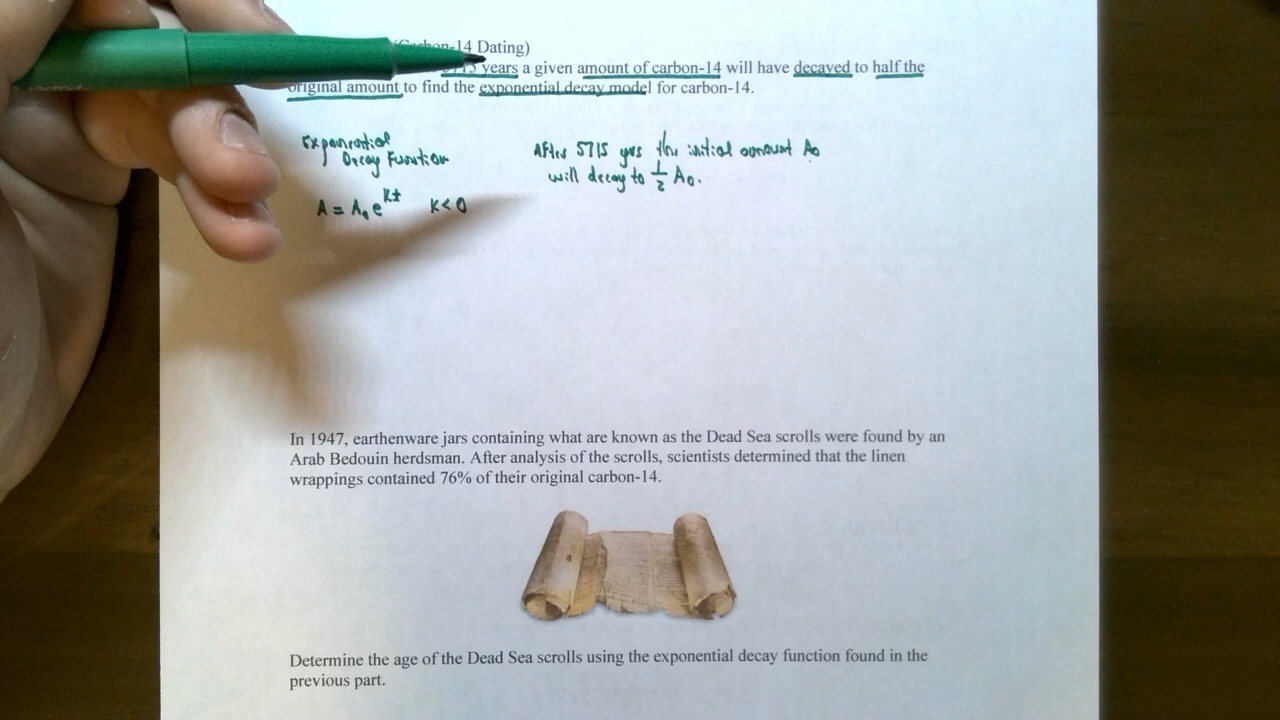 (Carbon-14 Dating)
5715 years a given amount of carbon-14 will have decayed to half the
original amount to find the exponential decay model for carbon-14.
Exponential
Decay Function
A = A₀e^kt K<0
After 5715 yrs the initial amount A₀
will decay to 1/2 A₀.
In 1947, earthenware jars containing what are known as the Dead Sea scrolls were found by an
Arab Bedouin herdsman. After analysis of the scrolls, scientists determined that the linen
wrappings contained 76% of their original carbon-14.
Determine the age of the Dead Sea scrolls using the exponential decay function found in the
previous part.